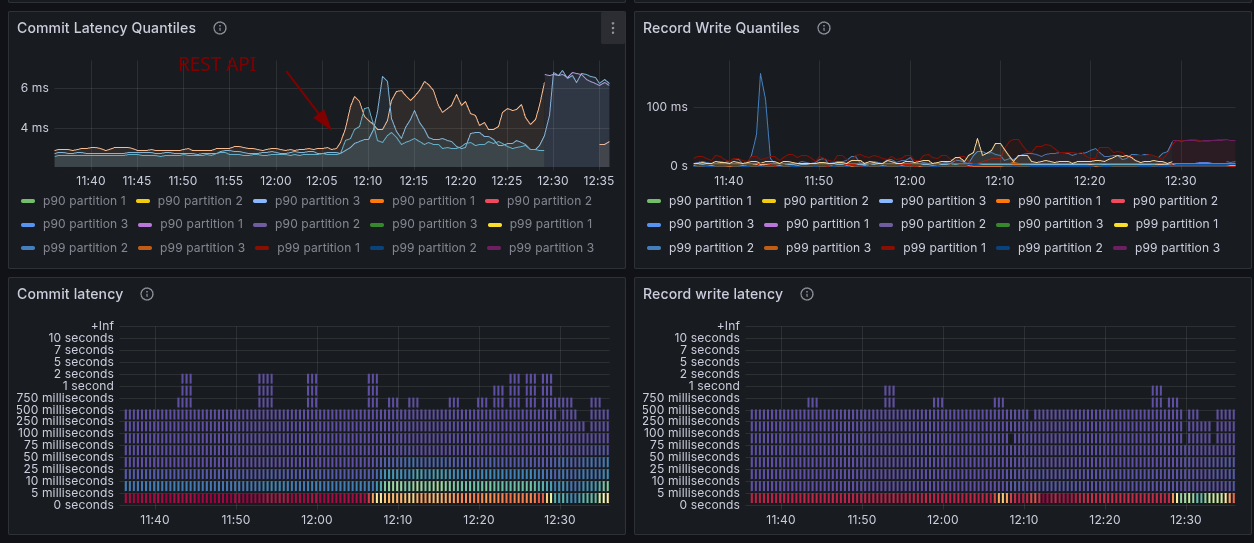 Commit Latency Quantiles
REST API
6 ms
4 ms
11:40 11:45 11:50 11:55 12:00 12:05 12:10 12:15 12:20 12:25 12:30 12:35
p90 partition 1 p90 partition 2 p90 partition 3 p90 partition 1 p90 partition 2
p90 partition 3 p90 partition 1 p90 partition 2 p90 partition 3 p99 partition 1
p99 partition 2 p99 partition 3 p99 partition 1 p99 partition 2 p99 partition 3
Record Write Quantiles
100 ms
0 s
11:40 11:50 12:00 12:10 12:20 12:30
p90 partition 1 p90 partition 2 p90 partition 3 p90 partition 1 p90 partition 2
p90 partition 3 p90 partition 1 p90 partition 2 p90 partition 3 p99 partition 1
p99 partition 2 p99 partition 3 p99 partition 1 p99 partition 2 p99 partition 3
Commit latency
+Inf
10 seconds
7 seconds
5 seconds
2 seconds
1 second
750 milliseconds
500 milliseconds
250 milliseconds
100 milliseconds
75 milliseconds
50 milliseconds
25 milliseconds
10 milliseconds
5 milliseconds
0 seconds
11:40 11:50 12:00 12:10 12:20 12:30
Record write latency
+Inf
10 seconds
7 seconds
5 seconds
2 seconds
1 second
750 milliseconds
500 milliseconds
250 milliseconds
100 milliseconds
75 milliseconds
50 milliseconds
25 milliseconds
10 milliseconds
5 milliseconds
0 seconds
11:40 11:50 12:00 12:10 12:20 12:30